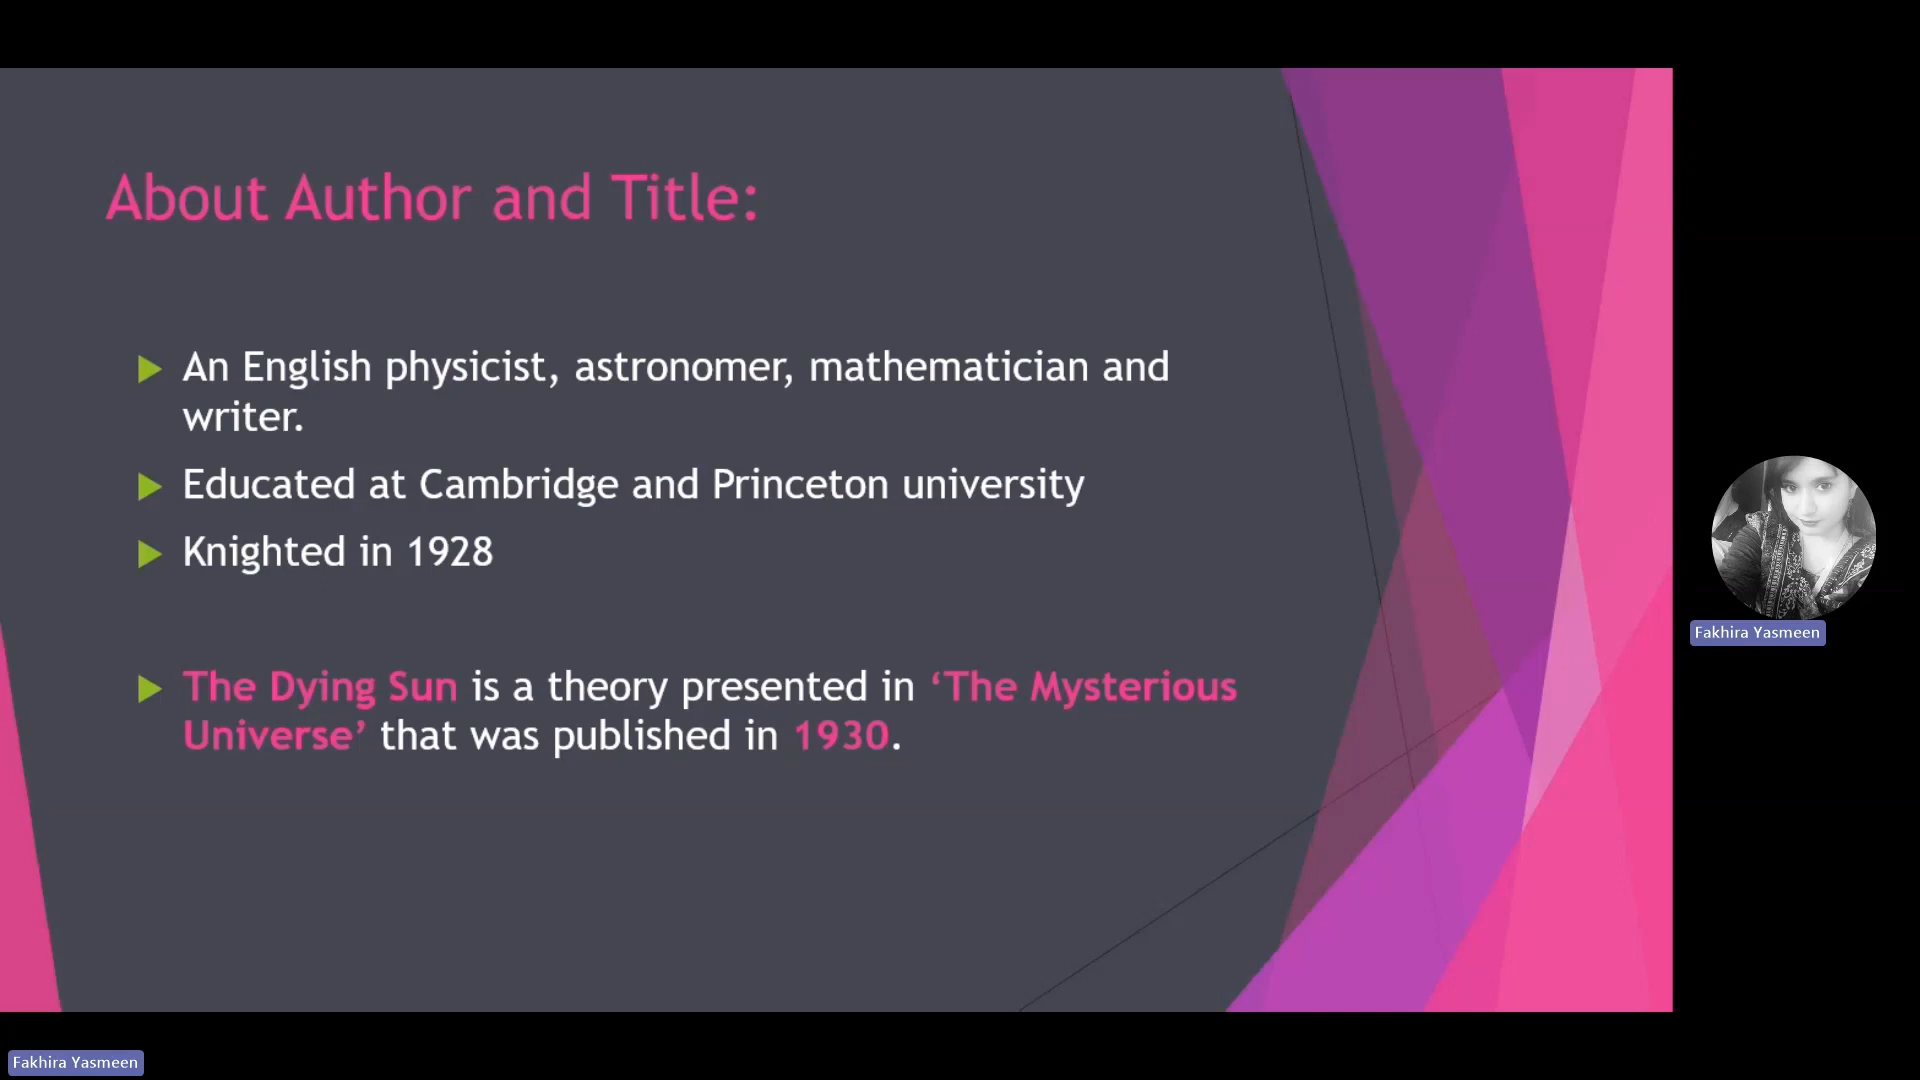 About Author and Title:
An English physicist, astronomer, mathematician and
writer.
Educated at Cambridge and Princeton university
Knighted in 1928
The Dying Sun is a theory presented in ‘The Mysterious
Universe’ that was published in 1930.
Fakhira Yasmeen
Fakhira Yasmeen